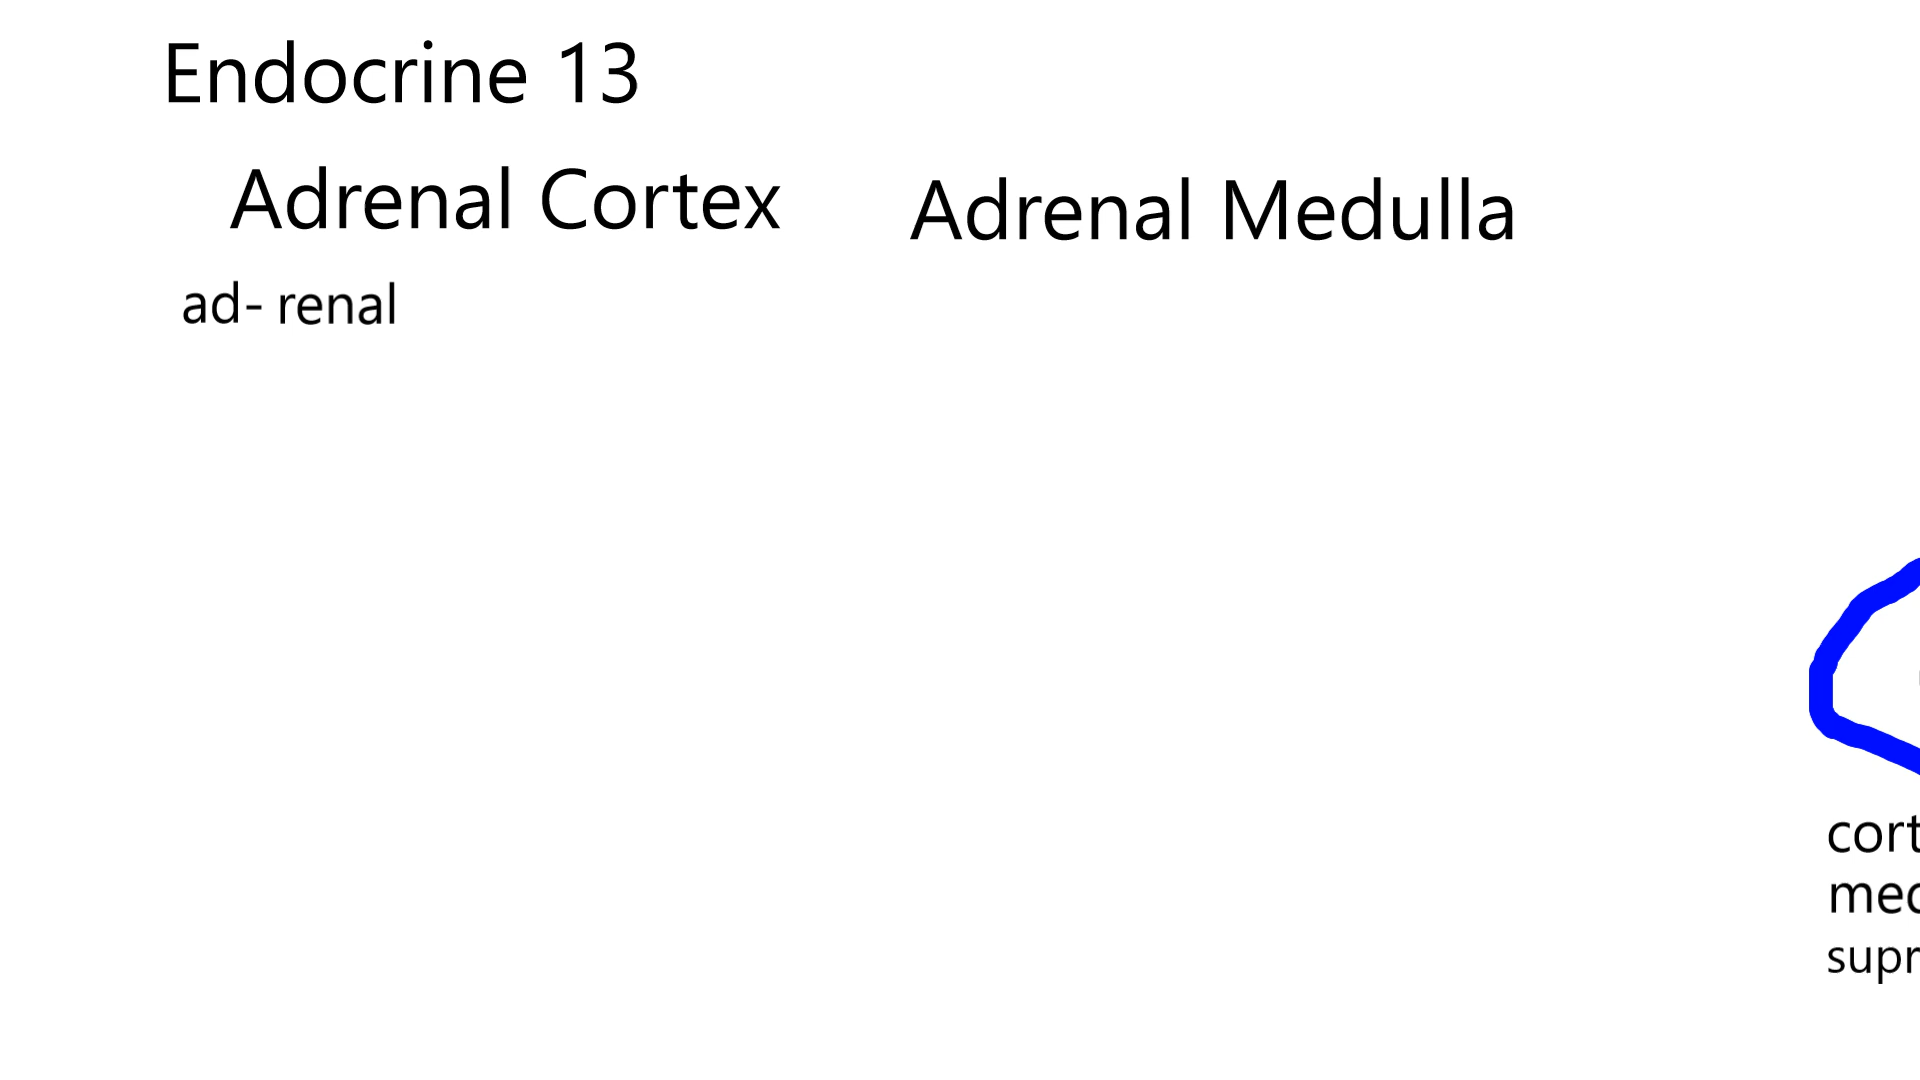 Endocrine 13
Adrenal Cortex
Adrenal Medulla
ad- renal